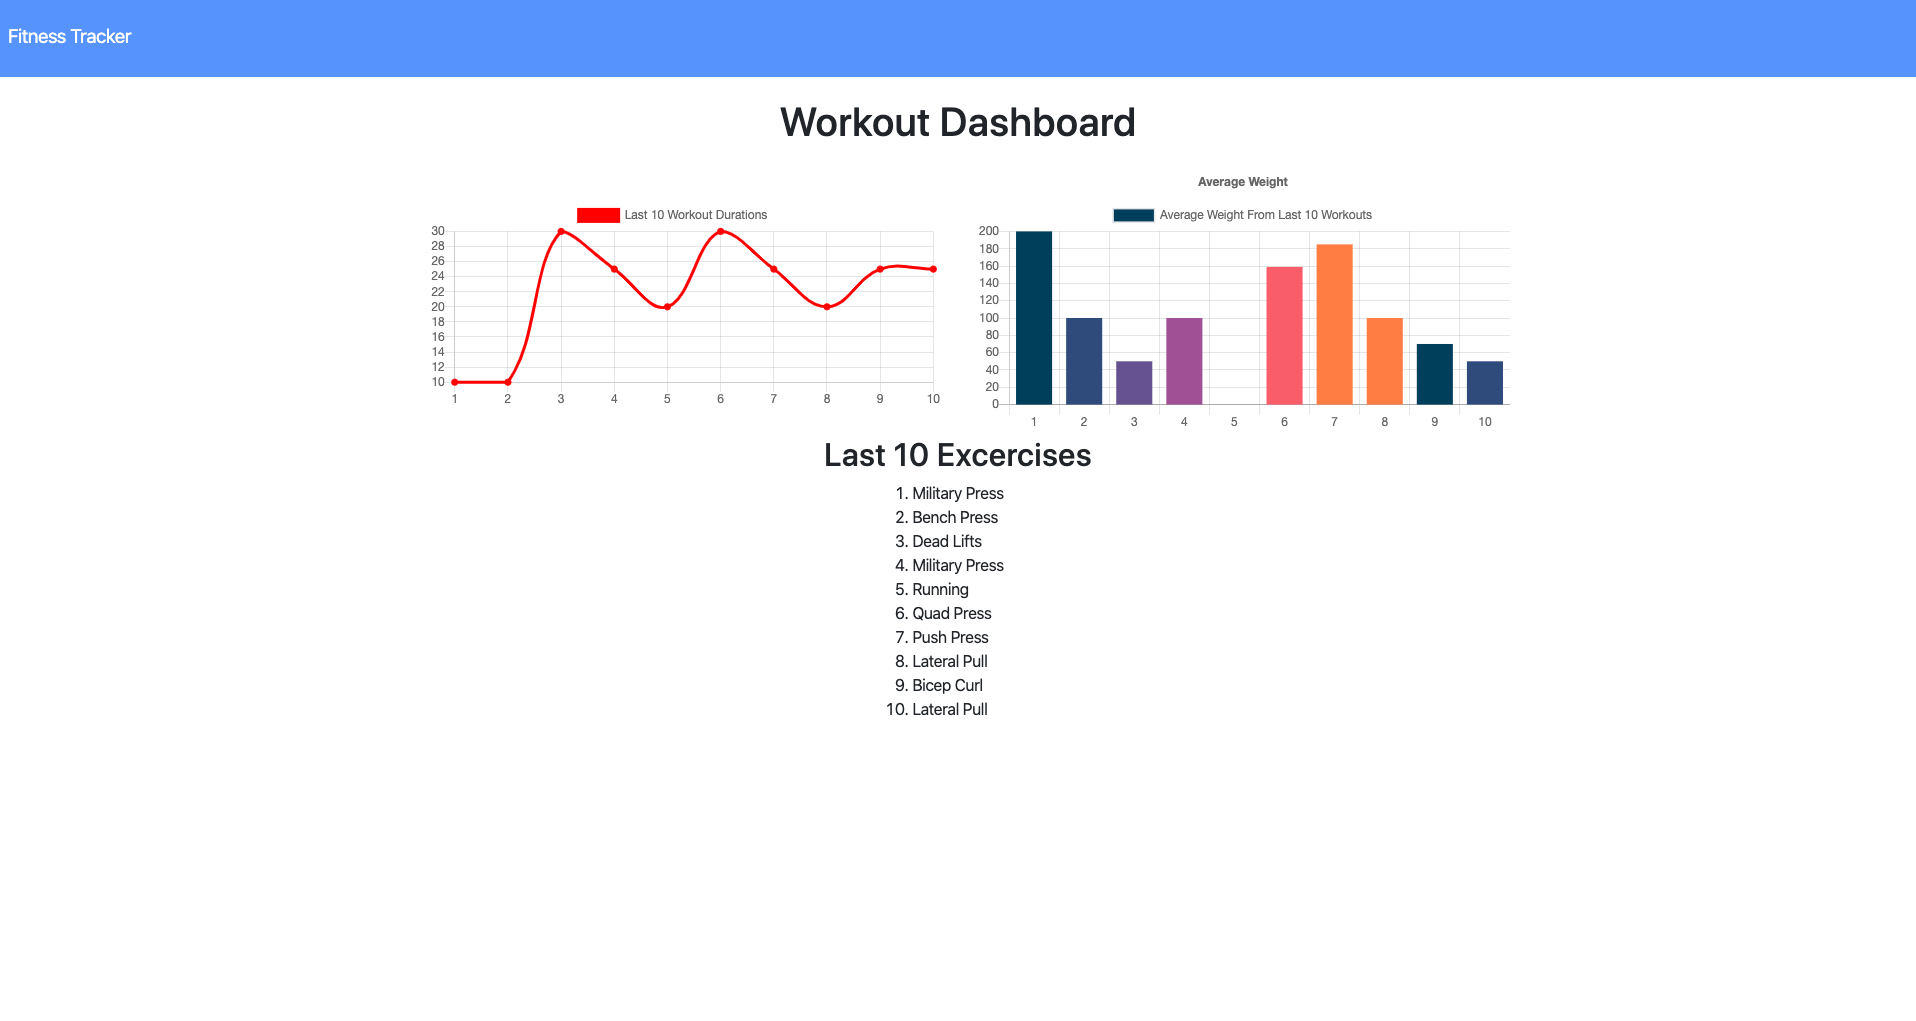 Fitness Tracker
Workout Dashboard
Last 10 Workout Durations
30
28
26
24
22
20
18
16
14
12
10
1 2 3 4 5 6 7 8 9 10
Average Weight
Average Weight From Last 10 Workouts
200
180
160
140
120
100
80
60
40
20
0
1 2 3 4 5 6 7 8 9 10
Last 10 Excercises
1. Military Press
2. Bench Press
3. Dead Lifts
4. Military Press
5. Running
6. Quad Press
7. Push Press
8. Lateral Pull
9. Bicep Curl
10. Lateral Pull